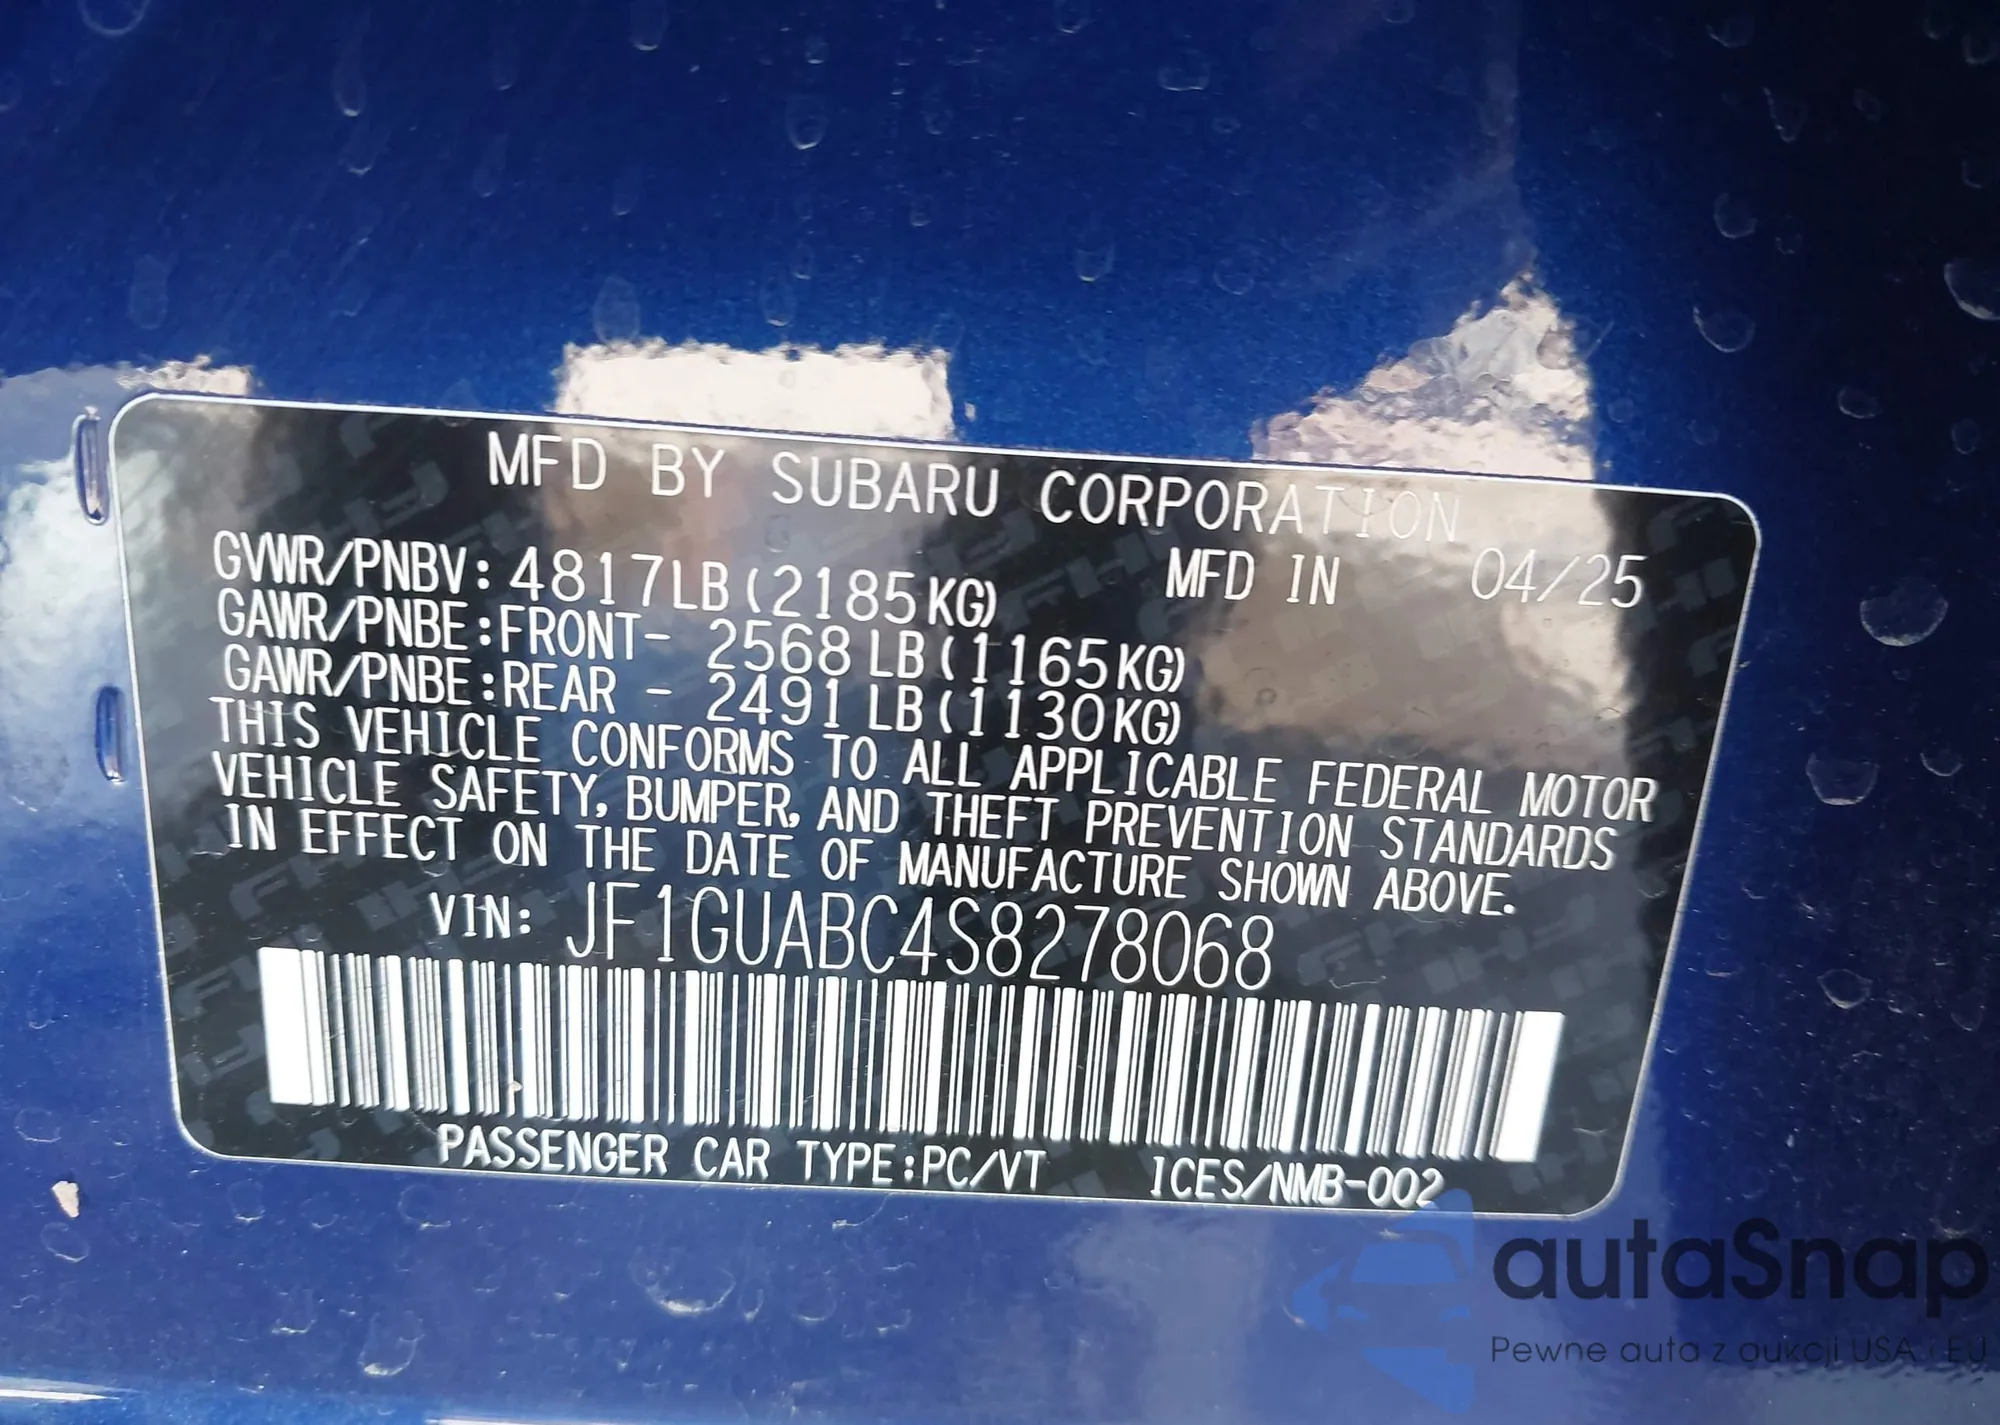 MFD BY SUBARU CORPORATION
GVWR/PNBV: 4817LB (2185KG) MFD IN 04/25
GAWR/PNBE:FRONT- 2568 LB (1165KG)
GAWR/PNBE:REAR - 2491 LB (1130KG)
THIS VEHICLE CONFORMS TO ALL APPLICABLE FEDERAL MOTOR
VEHICLE SAFETY, BUMPER, AND THEFT PREVENTION STANDARDS
IN EFFECT ON THE DATE OF MANUFACTURE SHOWN ABOVE.
VIN: JF1GUABC4S8278068
PASSENGER CAR TYPE:PC/VT ICES/NMB-002
autaSnap
Pewne auta z aukcji USA i EU